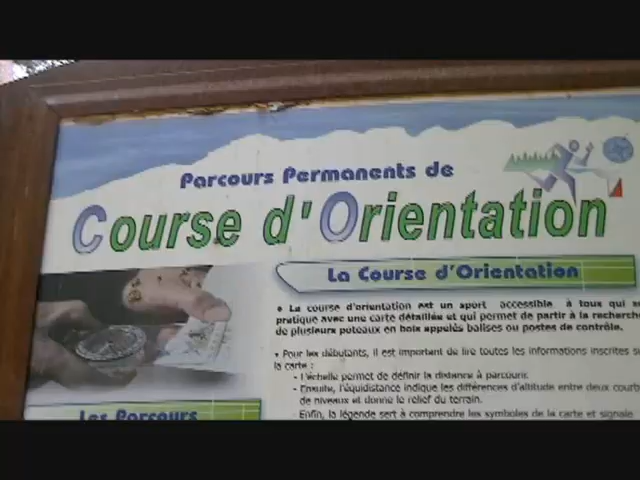 Parcours Permanents de
Course d'Orientation
La Course d'Orientation
• La course d'orientation est un sport accessible à tous qui se
pratique avec une carte détaillée et qui permet de partir à la recherche
de plusieurs poteaux en bois appelés balises ou postes de contrôle.
• Pour les débutants, il est important de lire toutes les informations inscrites
la carte :
- L'échelle permet de définir la distance à parcourir.
- Ensuite, l'équidistance indique les différences d'altitude entre deux
de niveaux et donne le relief du terrain.
- Enfin, la légende sert à comprendre les symboles de la carte et signale
Les Parcours